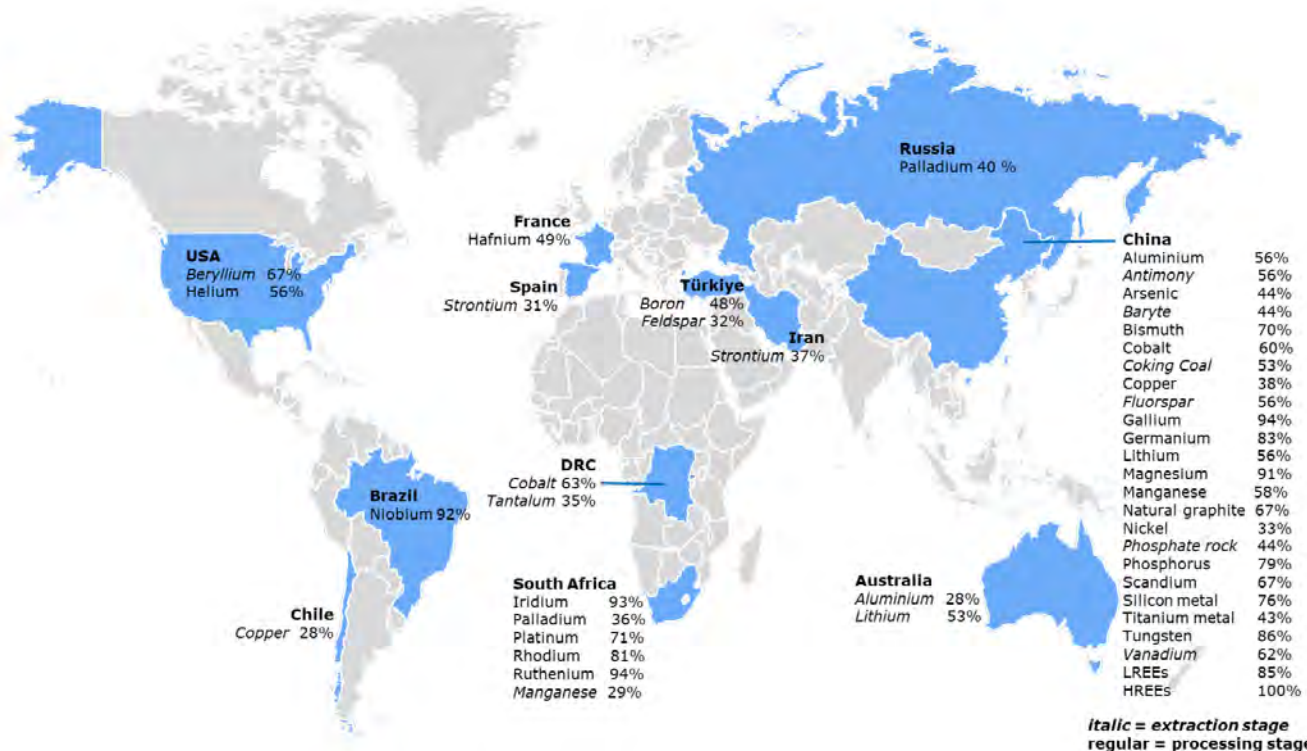 Russia
Palladium 40 %
France
Hafnium 49%
USA
Beryllium 67%
Helium 56%
Spain
Strontium 31%
Türkiye
Boron 48%
Feldspar 32%
Iran
Strontium 37%
China
Aluminium 56%
Antimony 56%
Arsenic 44%
Baryte 44%
Bismuth 70%
Cobalt 60%
Coking Coal 53%
Copper 38%
Fluorspar 56%
Gallium 94%
Germanium 83%
Lithium 56%
Magnesium 91%
Manganese 58%
Natural graphite 67%
Nickel 33%
Phosphate rock 44%
Phosphorus 79%
Scandium 67%
Silicon metal 76%
Titanium metal 43%
Tungsten 86%
Vanadium 62%
LREEs 85%
HREEs 100%
DRC
Cobalt 63%
Tantalum 35%
Brazil
Niobium 92%
Chile
Copper 28%
South Africa
Iridium 93%
Palladium 36%
Platinum 71%
Rhodium 81%
Ruthenium 94%
Manganese 29%
Australia
Aluminium 28%
Lithium 53%
italic = extraction stage
regular = processing stage